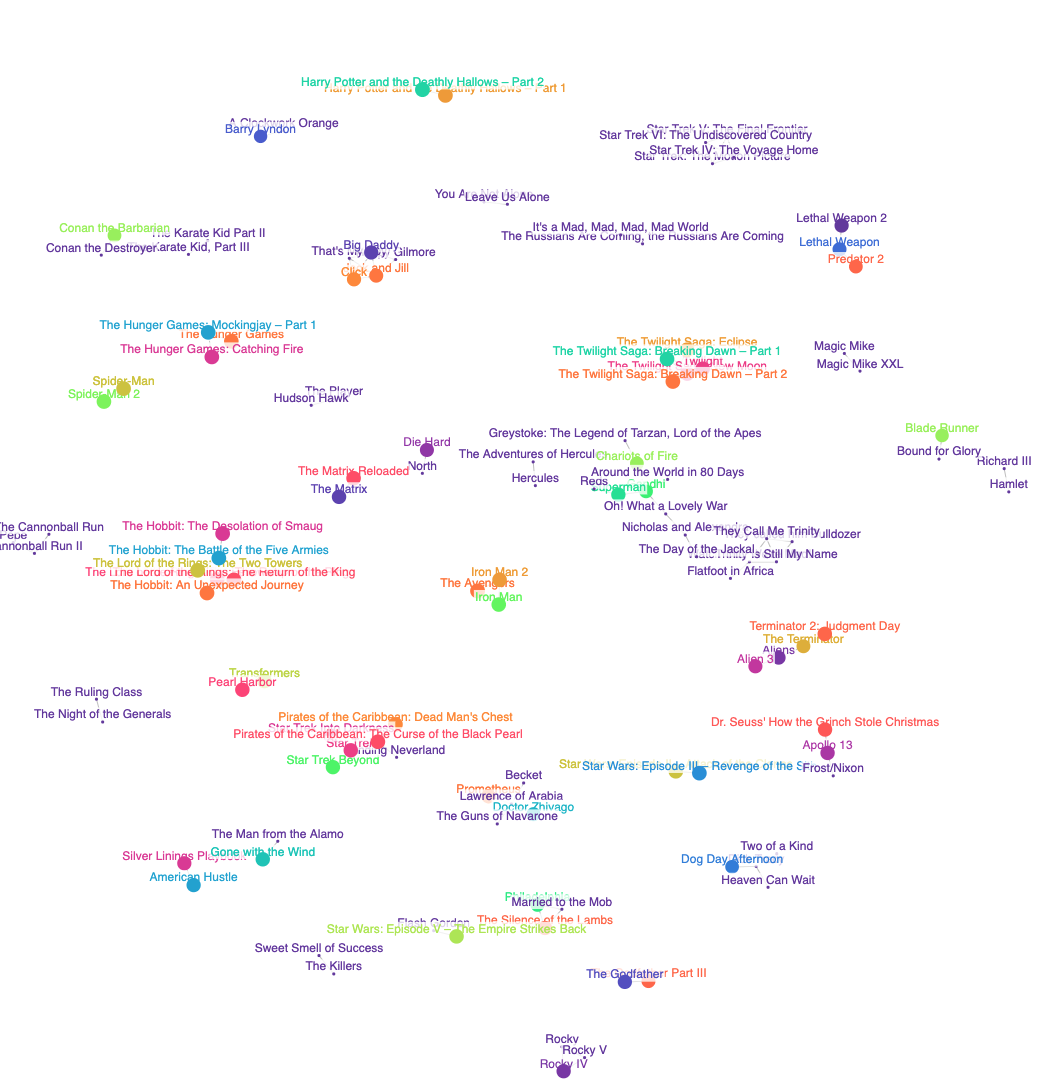 Harry Potter and the Deathly Hallows – Part 2
Harry Potter and the Deathly Hallows – Part 1
A Clockwork Orange
Barry Lyndon
Star Trek V: The Final Frontier
Star Trek VI: The Undiscovered Country
Star Trek IV: The Voyage Home
Star Trek: The Motion Picture
You Are Not Alone
Leave Us Alone
Lethal Weapon 2
Lethal Weapon
Predator 2
It's a Mad, Mad, Mad, Mad World
The Russians Are Coming, the Russians Are Coming
Conan the Barbarian
The Karate Kid Part II
Conan the Destroyer
Karate Kid, Part III
Big Daddy
That's
Gilmore
Click
and Jill
The Hunger Games: Mockingjay – Part 1
The Hunger Games
The Hunger Games: Catching Fire
The Twilight Saga: Eclipse
The Twilight Saga: Breaking Dawn – Part 1
Twilight
The Twilight
Moon
The Twilight Saga: Breaking Dawn – Part 2
Magic Mike
Magic Mike XXL
Spider-Man
Spider-Man 2
The Player
Hudson Hawk
Blade Runner
Bound for Glory
Richard III
Hamlet
Greystoke: The Legend of Tarzan, Lord of the Apes
Die Hard
The Adventures of Hercul
Chariots of Fire
North
The Matrix Reloaded
The Matrix
Hercules
Around the World in 80 Days
Reds
Superman
dhi
Oh! What a Lovely War
The Cannonball Run
nnonball Run II
The Hobbit: The Desolation of Smaug
Nicholas and Ale
They Call Me Trinity
ulldozer
The Hobbit: The Battle of the Five Armies
The Day of the Jackal
is Still My Name
The Lord of the Rings: The Two Towers
The Lord of the Rings: The Return of the King
Flatfoot in Africa
The Hobbit: An Unexpected Journey
Iron Man 2
The Avengers
Iron Man
Terminator 2: Judgment Day
The Terminator
Aliens
Alien 3
Transformers
Pearl Harbor
The Ruling Class
The Night of the Generals
Pirates of the Caribbean: Dead Man's Chest
Star Trek Into Darkness
Pirates of the Caribbean: The Curse of the Black Pearl
Star Trek
nding Neverland
Star Trek Beyond
Dr. Seuss' How the Grinch Stole Christmas
Apollo 13
Frost/Nixon
Star
Star Wars: Episode III – Revenge of the S
Becket
Prometheus
Lawrence of Arabia
Doctor Zhivago
The Guns of Navarone
The Man from the Alamo
Silver Linings Playbook
Gone with the Wind
American Hustle
Two of a Kind
Dog Day Afternoon
Heaven Can Wait
Philadelphia
Married to the Mob
Flash Gordon
The Silence of the Lambs
Star Wars: Episode V – The Empire Strikes Back
Sweet Smell of Success
The Killers
The Godfather
r Part III
Rocky
Rocky V
Rocky IV